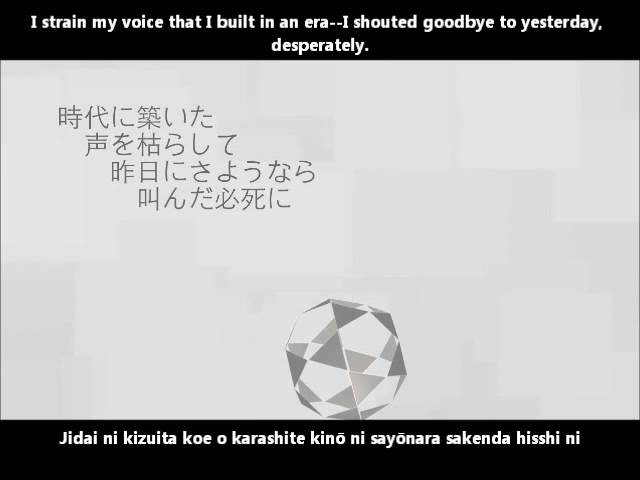 I strain my voice that I built in an era--I shouted goodbye to yesterday,
desperately.
時代に築いた
声を枯らして
昨日にさようなら
叫んだ必死に
Jidai ni kizuita koe o karashite kinō ni sayōnara sakenda hisshi ni